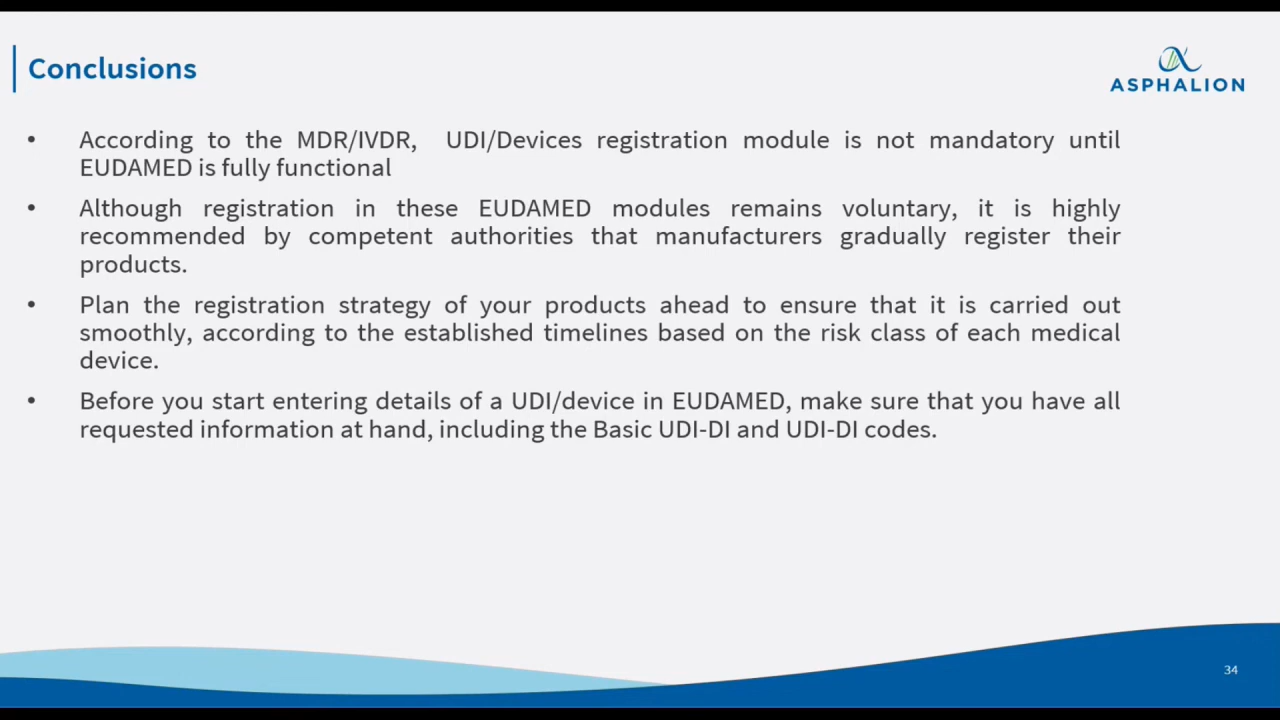 Conclusions
ASPHALION
• According to the MDR/IVDR, UDI/Devices registration module is not mandatory until
EUDAMED is fully functional
• Although registration in these EUDAMED modules remains voluntary, it is highly
recommended by competent authorities that manufacturers gradually register their
products.
• Plan the registration strategy of your products ahead to ensure that it is carried out
smoothly, according to the established timelines based on the risk class of each medical
device.
• Before you start entering details of a UDI/device in EUDAMED, make sure that you have all
requested information at hand, including the Basic UDI-DI and UDI-DI codes.
34